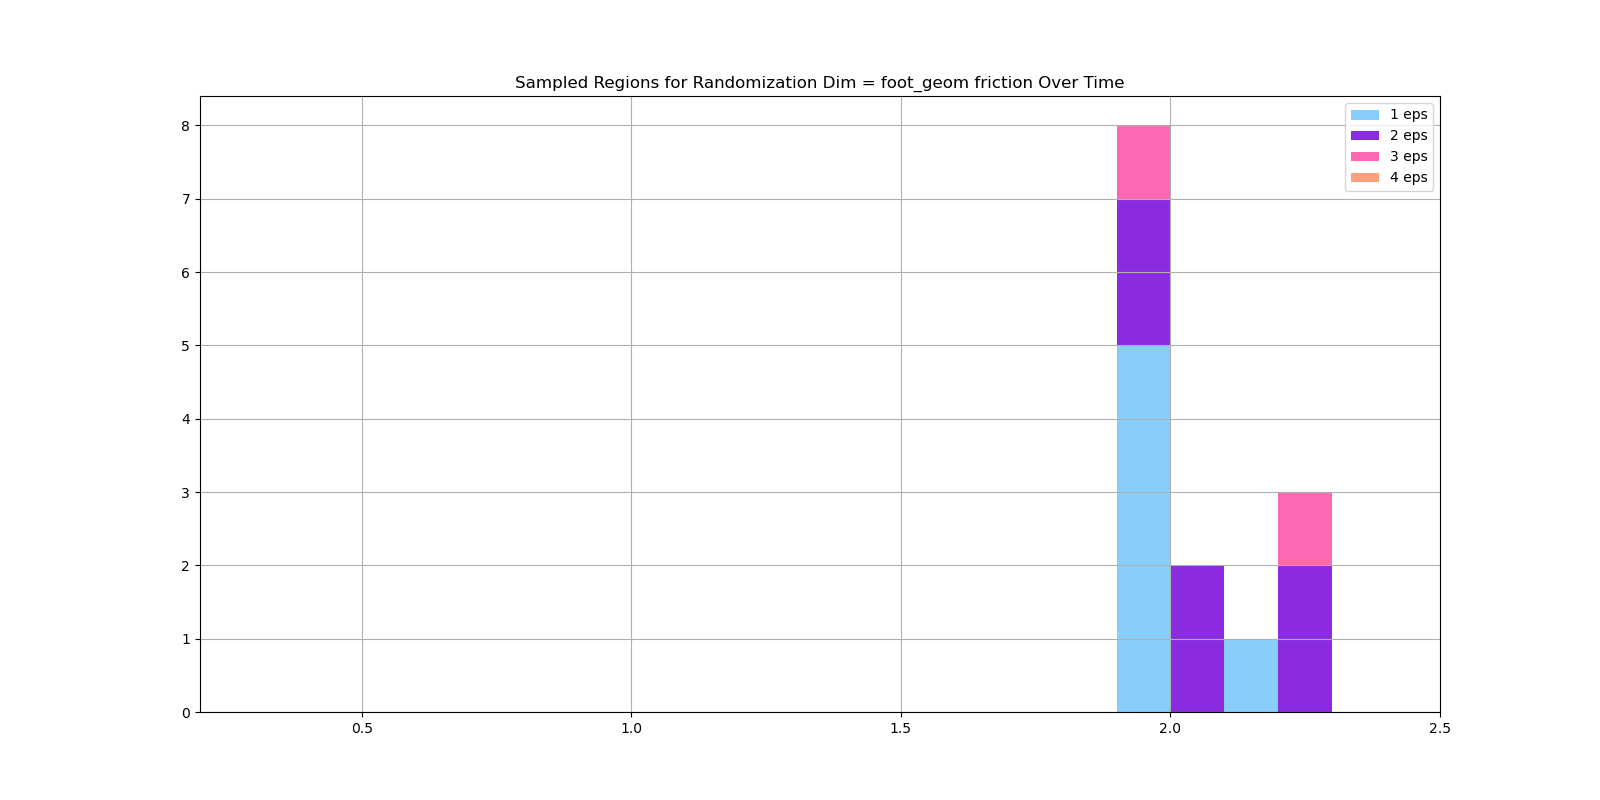 Sampled Regions for Randomization Dim = foot_geom friction Over Time
1 eps
2 eps
3 eps
4 eps
8
7
6
5
4
3
2
1
0
0.5 1.0 1.5 2.0 2.5